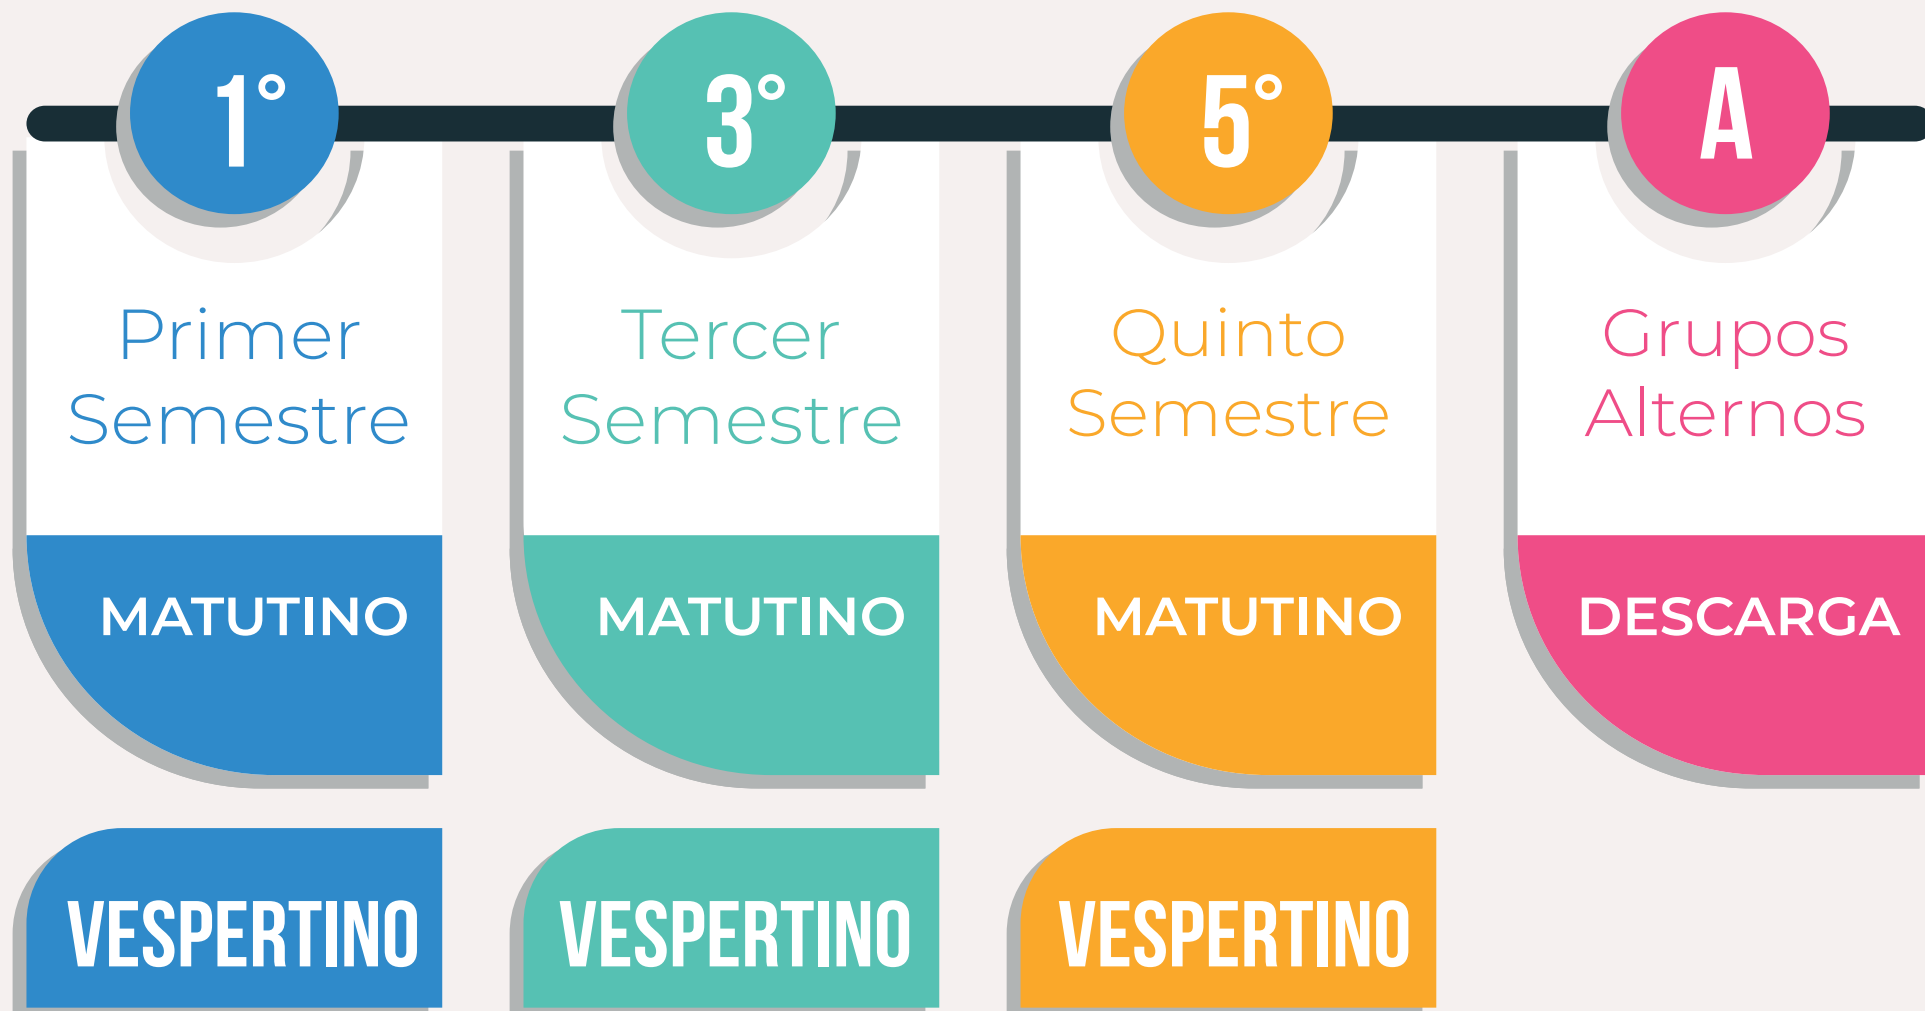 1°
Primer
Semestre
MATUTINO
VESPERTINO
3°
Tercer
Semestre
MATUTINO
VESPERTINO
5°
Quinto
Semestre
MATUTINO
VESPERTINO
A
Grupos
Alternos
DESCARGA